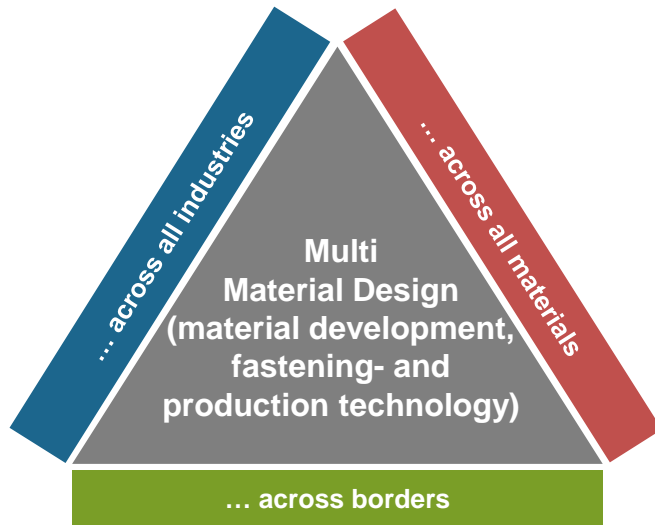 … across all industries
… across all materials
Multi
Material Design
(material development,
fastening- and
production technology)
… across borders